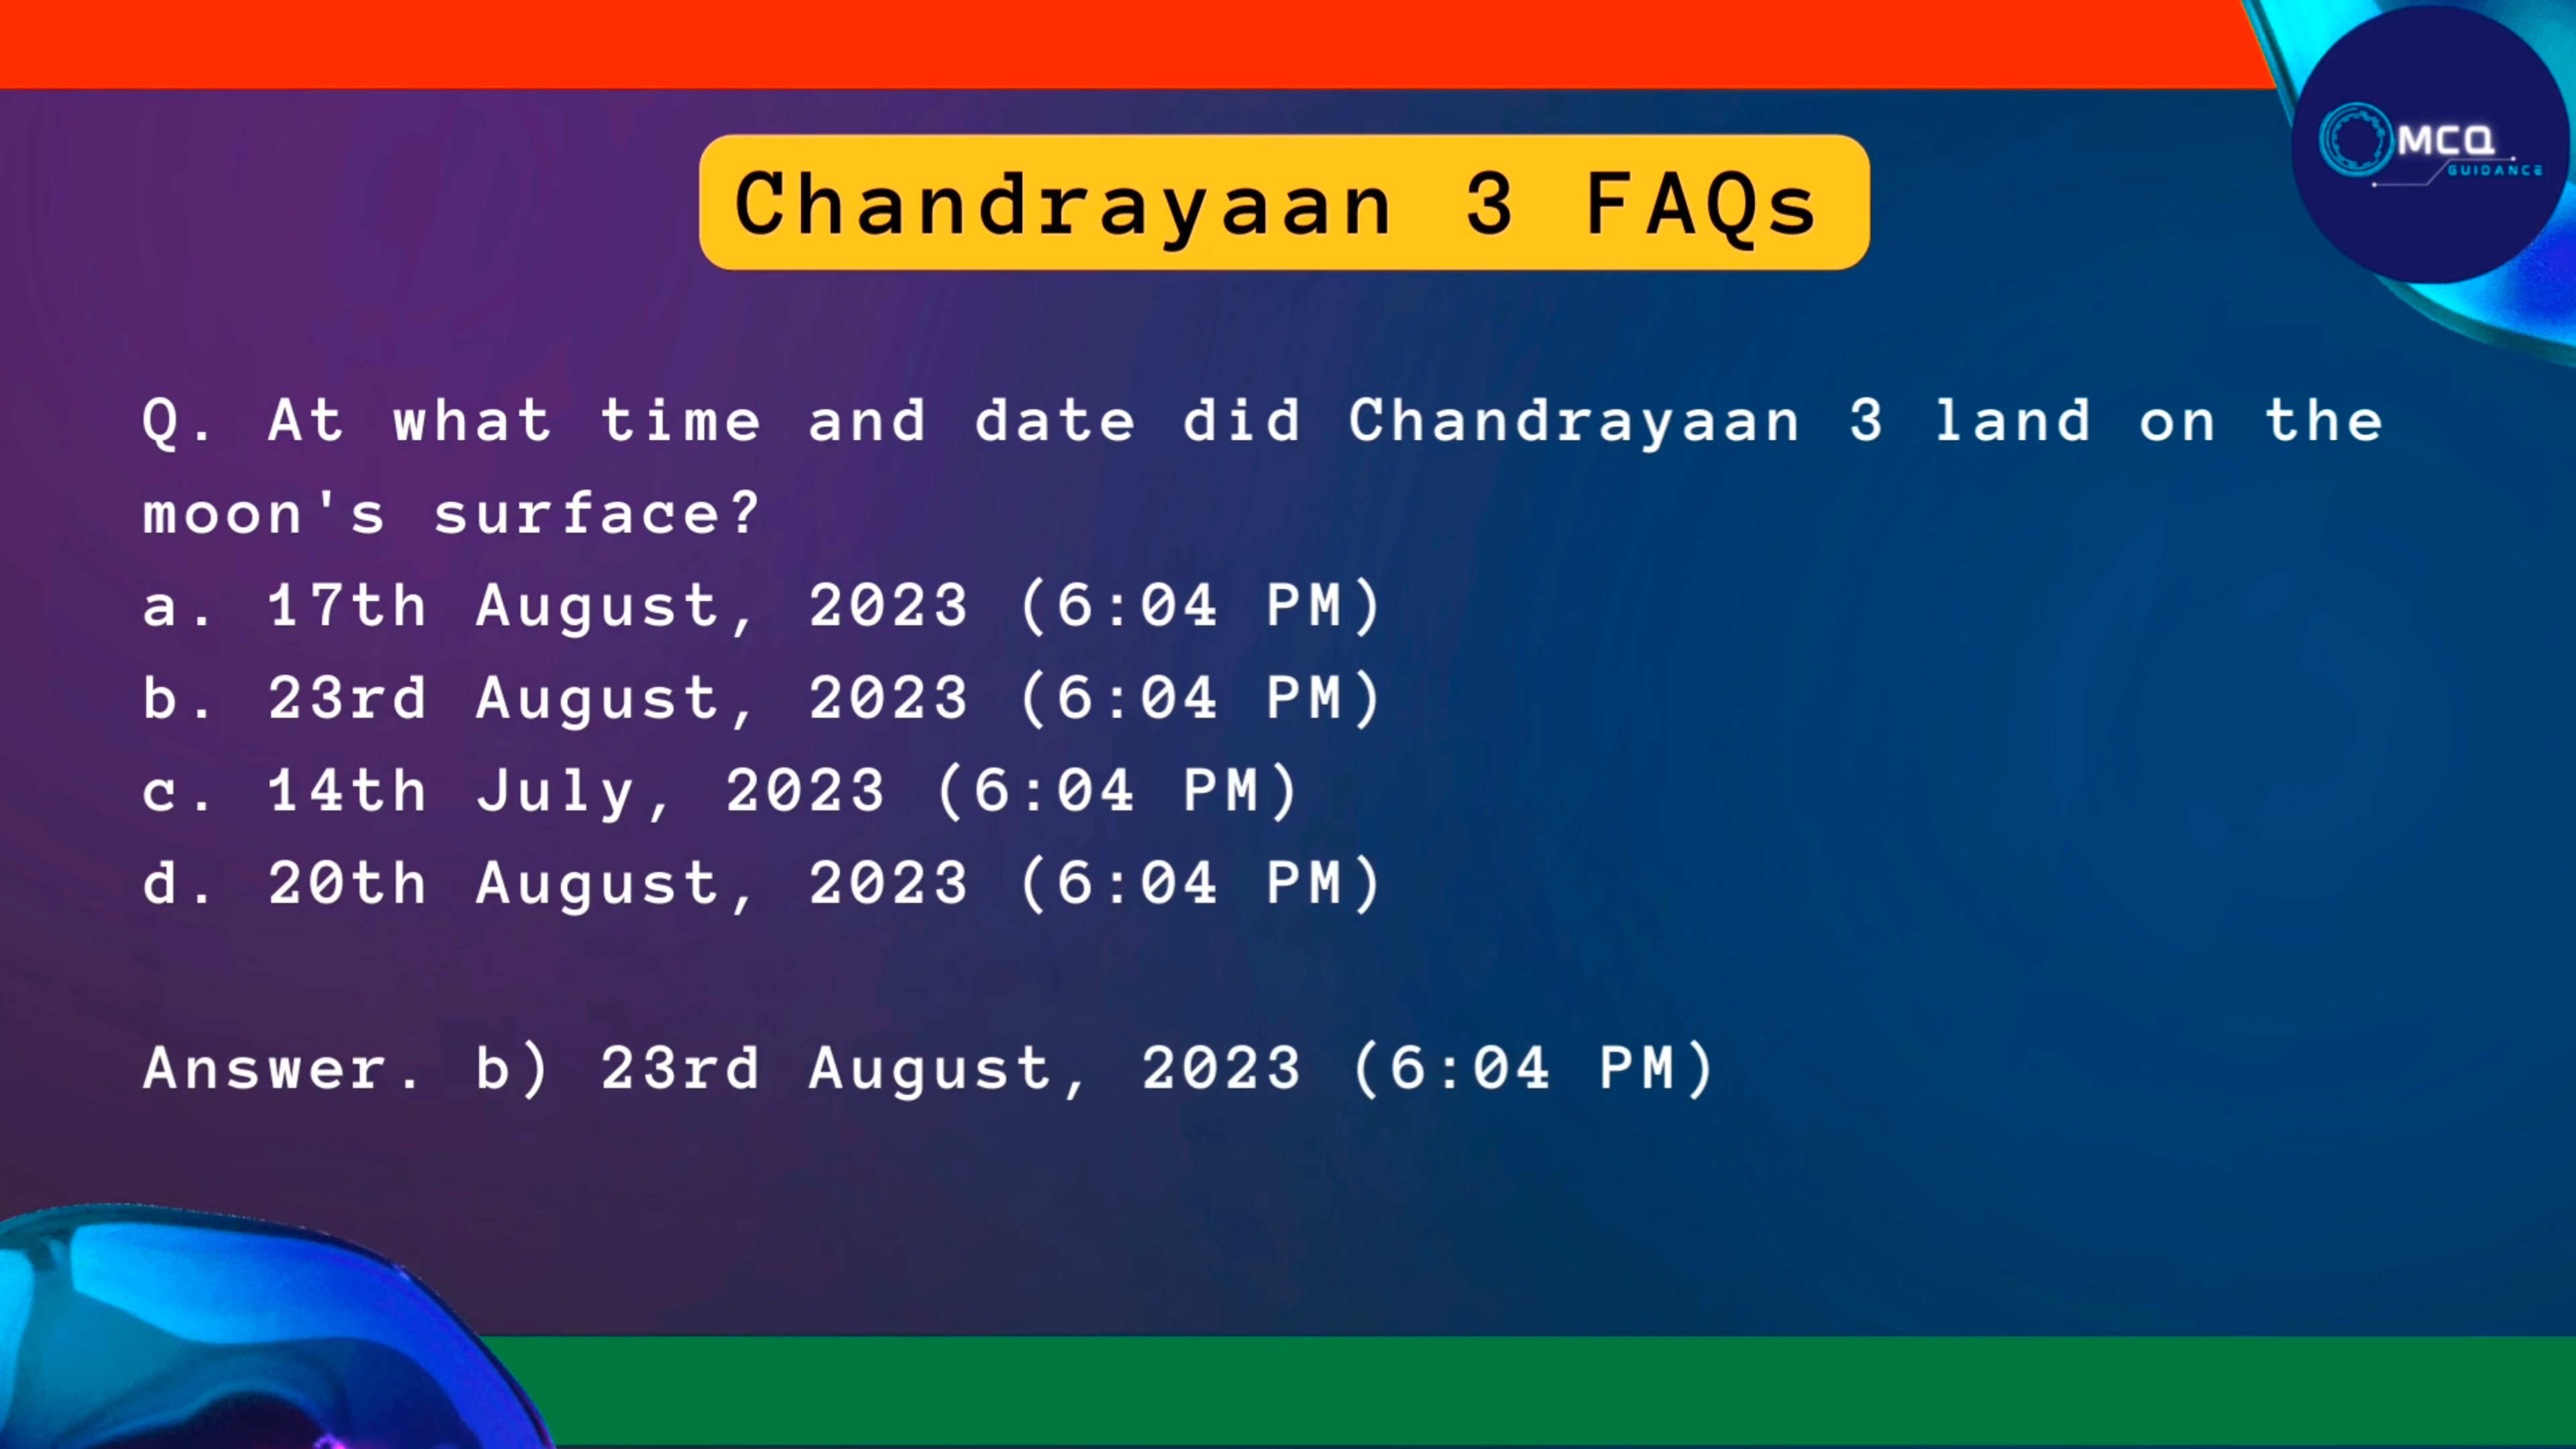 MCQ
GUIDANCE
Chandrayaan 3 FAQs
Q. At what time and date did Chandrayaan 3 land on the
moon's surface?
a. 17th August, 2023 (6:04 PM)
b. 23rd August, 2023 (6:04 PM)
c. 14th July, 2023 (6:04 PM)
d. 20th August, 2023 (6:04 PM)
Answer. b) 23rd August, 2023 (6:04 PM)